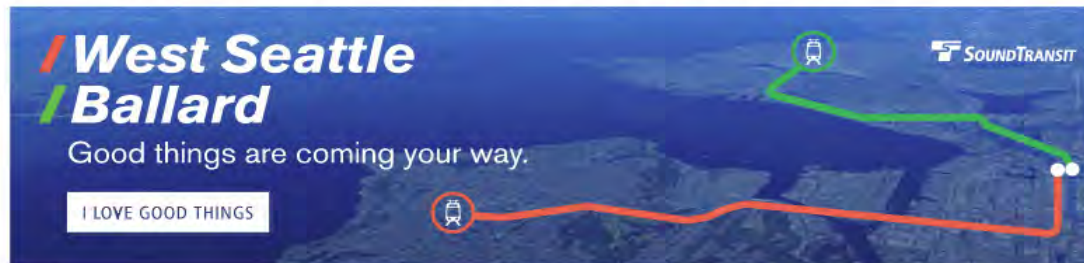 West Seattle
Ballard
Good things are coming your way.
I LOVE GOOD THINGS
SOUNDTRANSIT